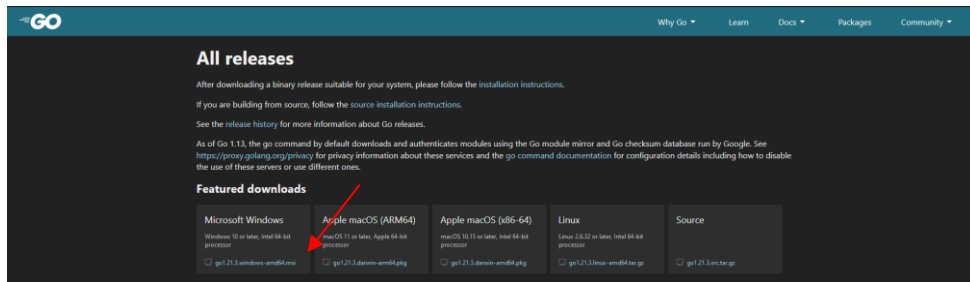 GO
Why Go Learn Docs Packages Community
All releases
After downloading a binary release suitable for your system, please follow the installation instructions.
If you are building from source, follow the source installation instructions.
See the release history for more information about Go releases.
As of Go 1.13, the go command by default downloads and authenticates modules using the Go module mirror and Go checksum database run by Google. See
https://proxy.golang.org/privacy for privacy information about these services and the go command documentation for configuration details including how to disable
the use of these servers or use different ones.
Featured downloads
Microsoft Windows
Windows 10 or later, Intel 64-bit
processor
go1.21.3.windows-amd64.msi
Apple macOS (ARM64)
macOS 11 or later, Apple 64-bit
processor
go1.21.3.darwin-arm64.pkg
Apple macOS (x86-64)
macOS 10.15 or later, Intel 64-bit
processor
go1.21.3.darwin-amd64.pkg
Linux
Linux 2.6.32 or later, Intel 64-bit
processor
go1.21.3.linux-amd64.tar.gz
Source
go1.21.3.src.tar.gz